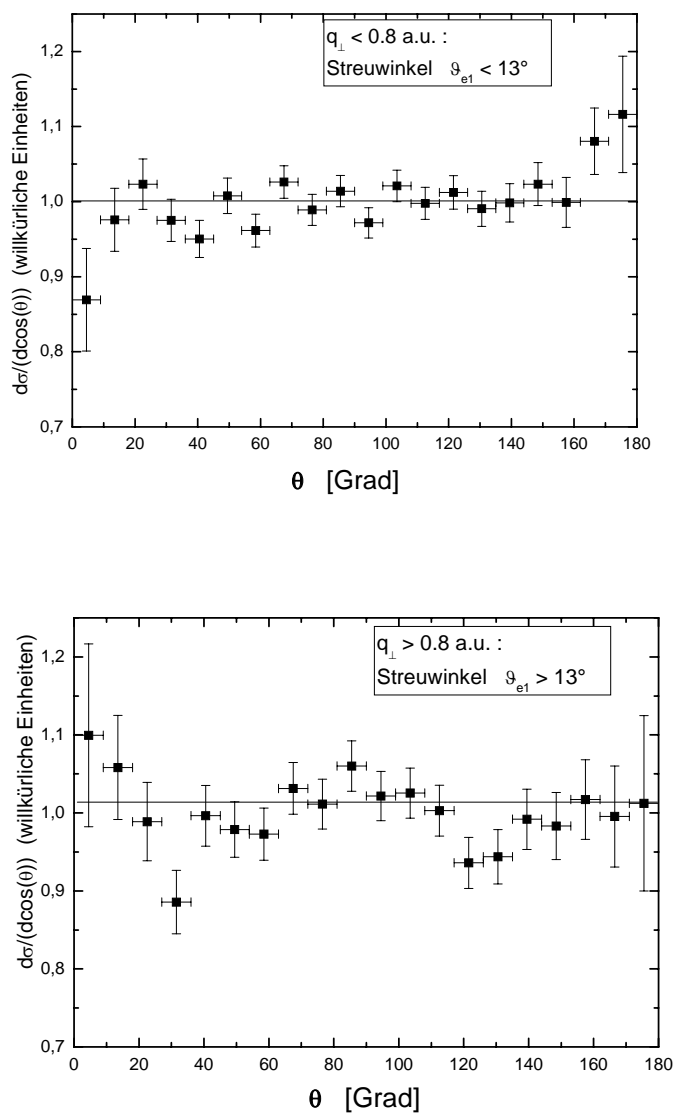 q⊥ < 0.8 a.u. :
Streuwinkel ϑe1 < 13°
1,2
1,1
1,0
0,9
0,8
0,7
dσ/(dcos(θ)) (willkürliche Einheiten)
0 20 40 60 80 100 120 140 160 180
θ [Grad]
q⊥ > 0.8 a.u. :
Streuwinkel ϑe1 > 13°
1,2
1,1
1,0
0,9
0,8
0,7
dσ/(dcos(θ)) (willkürliche Einheiten)
0 20 40 60 80 100 120 140 160 180
θ [Grad]